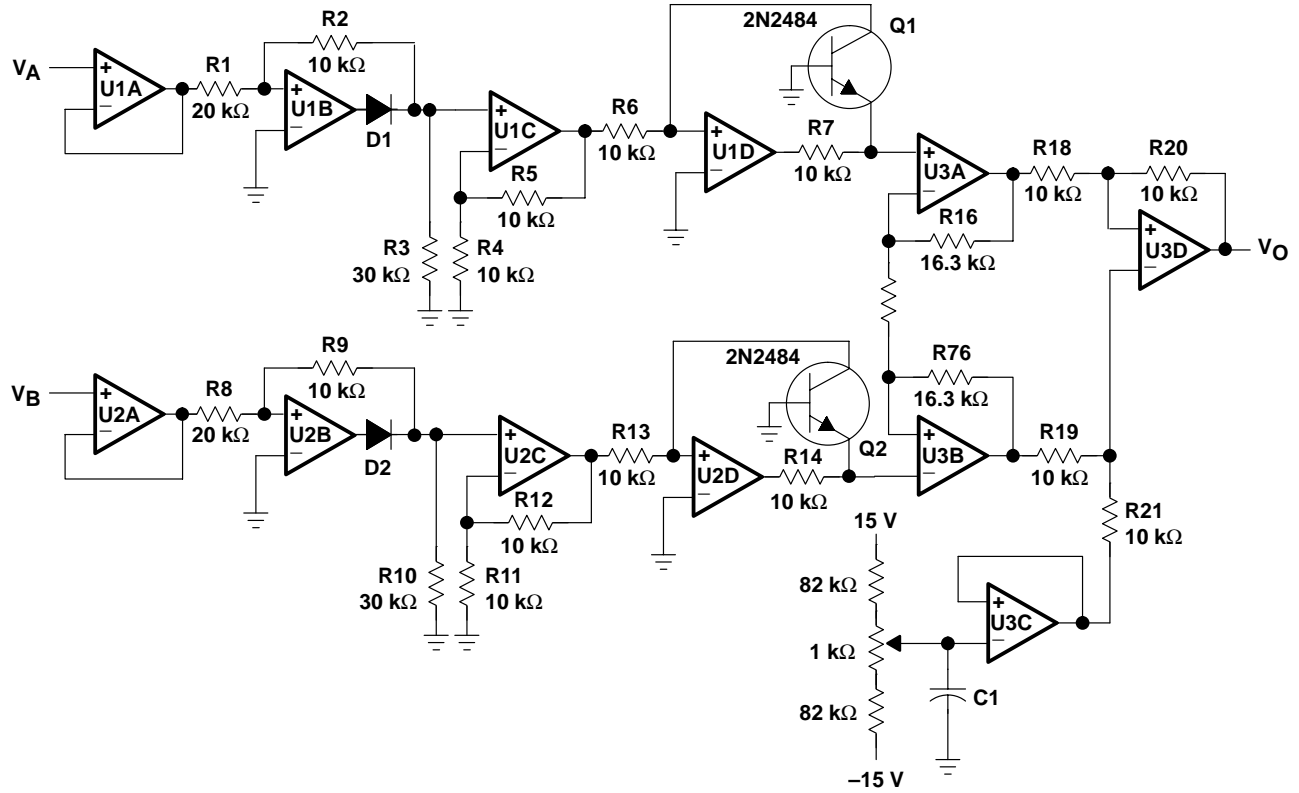 2N2484
Q1
R2
10 kΩ
VA
+
U1A
−
R1
20 kΩ
+
U1B
−
D1
+
U1C
−
R6
10 kΩ
+
U1D
−
R7
10 kΩ
+
U3A
−
R18
10 kΩ
R20
10 kΩ
R5
10 kΩ
R16
16.3 kΩ
+
U3D
−
VO
R3
30 kΩ
R4
10 kΩ
R9
10 kΩ
2N2484
Q2
R76
16.3 kΩ
VB
+
U2A
−
R8
20 kΩ
+
U2B
−
D2
+
U2C
−
R13
10 kΩ
+
U2D
−
R14
10 kΩ
+
U3B
−
R19
10 kΩ
R12
10 kΩ
R21
10 kΩ
R10
30 kΩ
R11
10 kΩ
15 V
82 kΩ
1 kΩ
82 kΩ
–15 V
+
U3C
−
C1